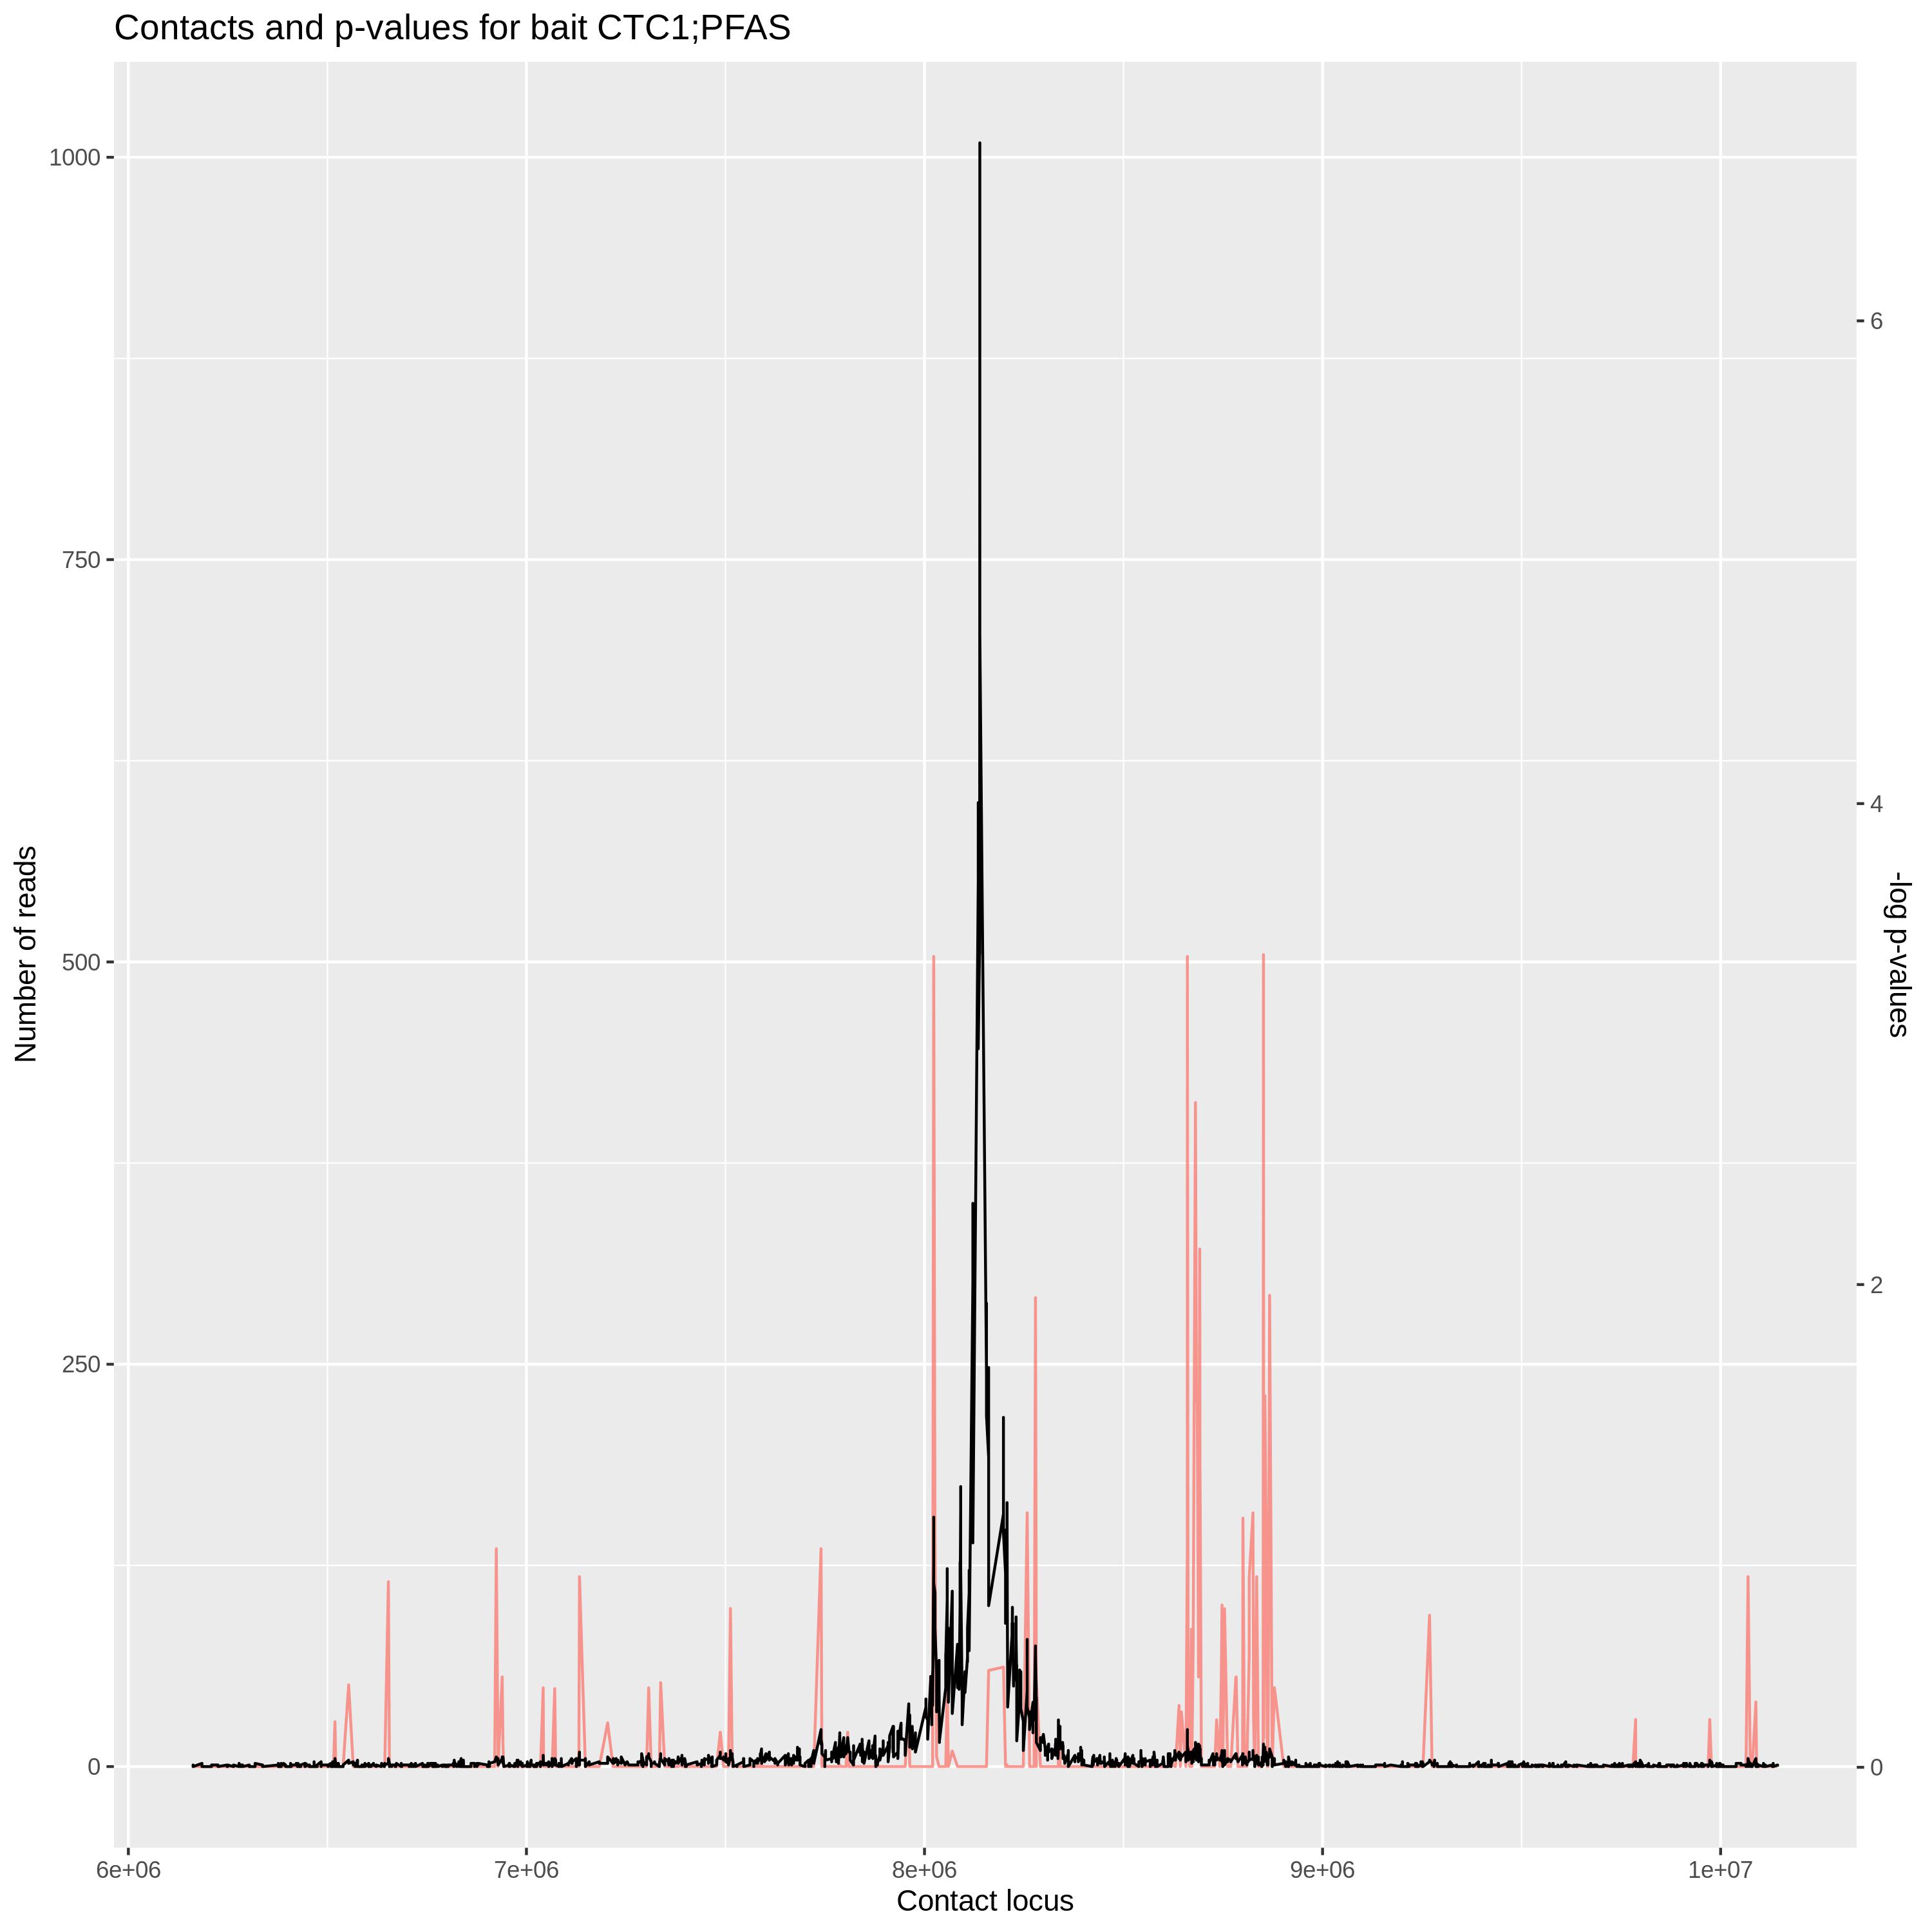 Contacts and p-values for bait CTC1;PFAS
1000
750
500
250
0
Number of reads
6
4
2
0
-log p-values
6e+06
7e+06
8e+06
9e+06
1e+07
Contact locus